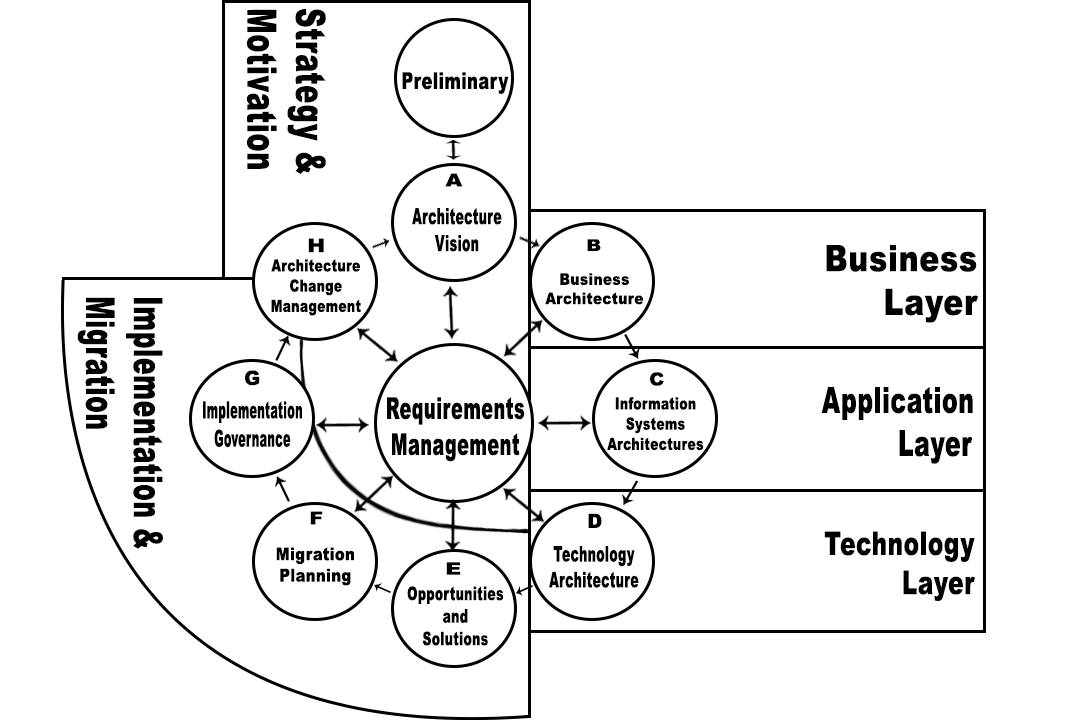 Strategy &
Motivation
Preliminary
A
Architecture
Vision
H
Architecture
Change
Management
B
Business
Architecture
Business
Layer
Implementation &
Migration
G
Implementation
Governance
Requirements
Management
C
Information
Systems
Architectures
Application
Layer
F
Migration
Planning
E
Opportunities
and
Solutions
D
Technology
Architecture
Technology
Layer